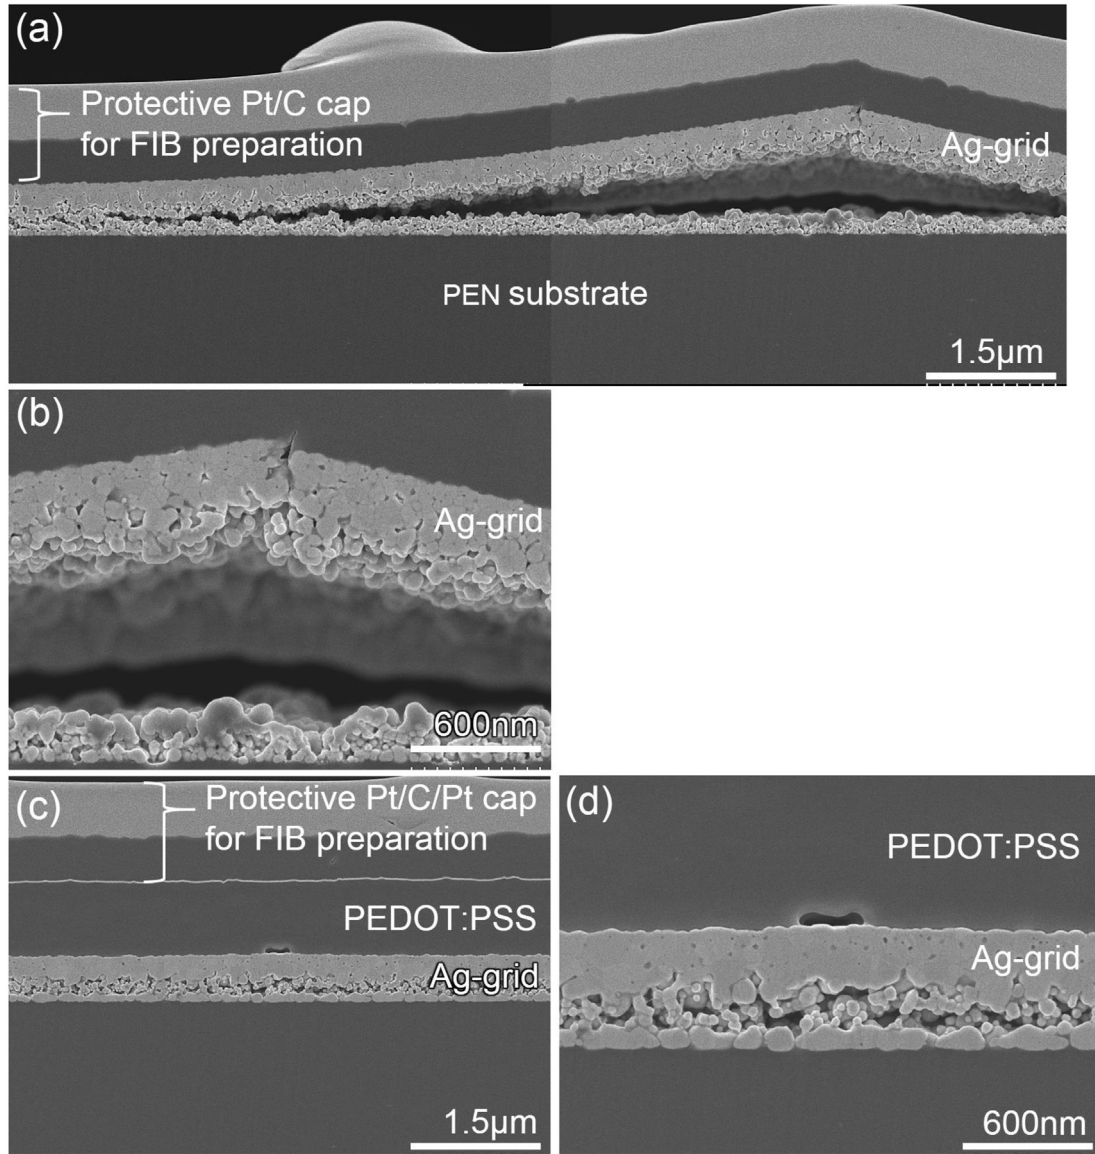 (a)
Protective Pt/C cap
for FIB preparation
Ag-grid
PEN substrate
1.5µm
(b)
Ag-grid
600nm
(c)
Protective Pt/C/Pt cap
for FIB preparation
PEDOT:PSS
Ag-grid
1.5µm
(d)
PEDOT:PSS
Ag-grid
600nm